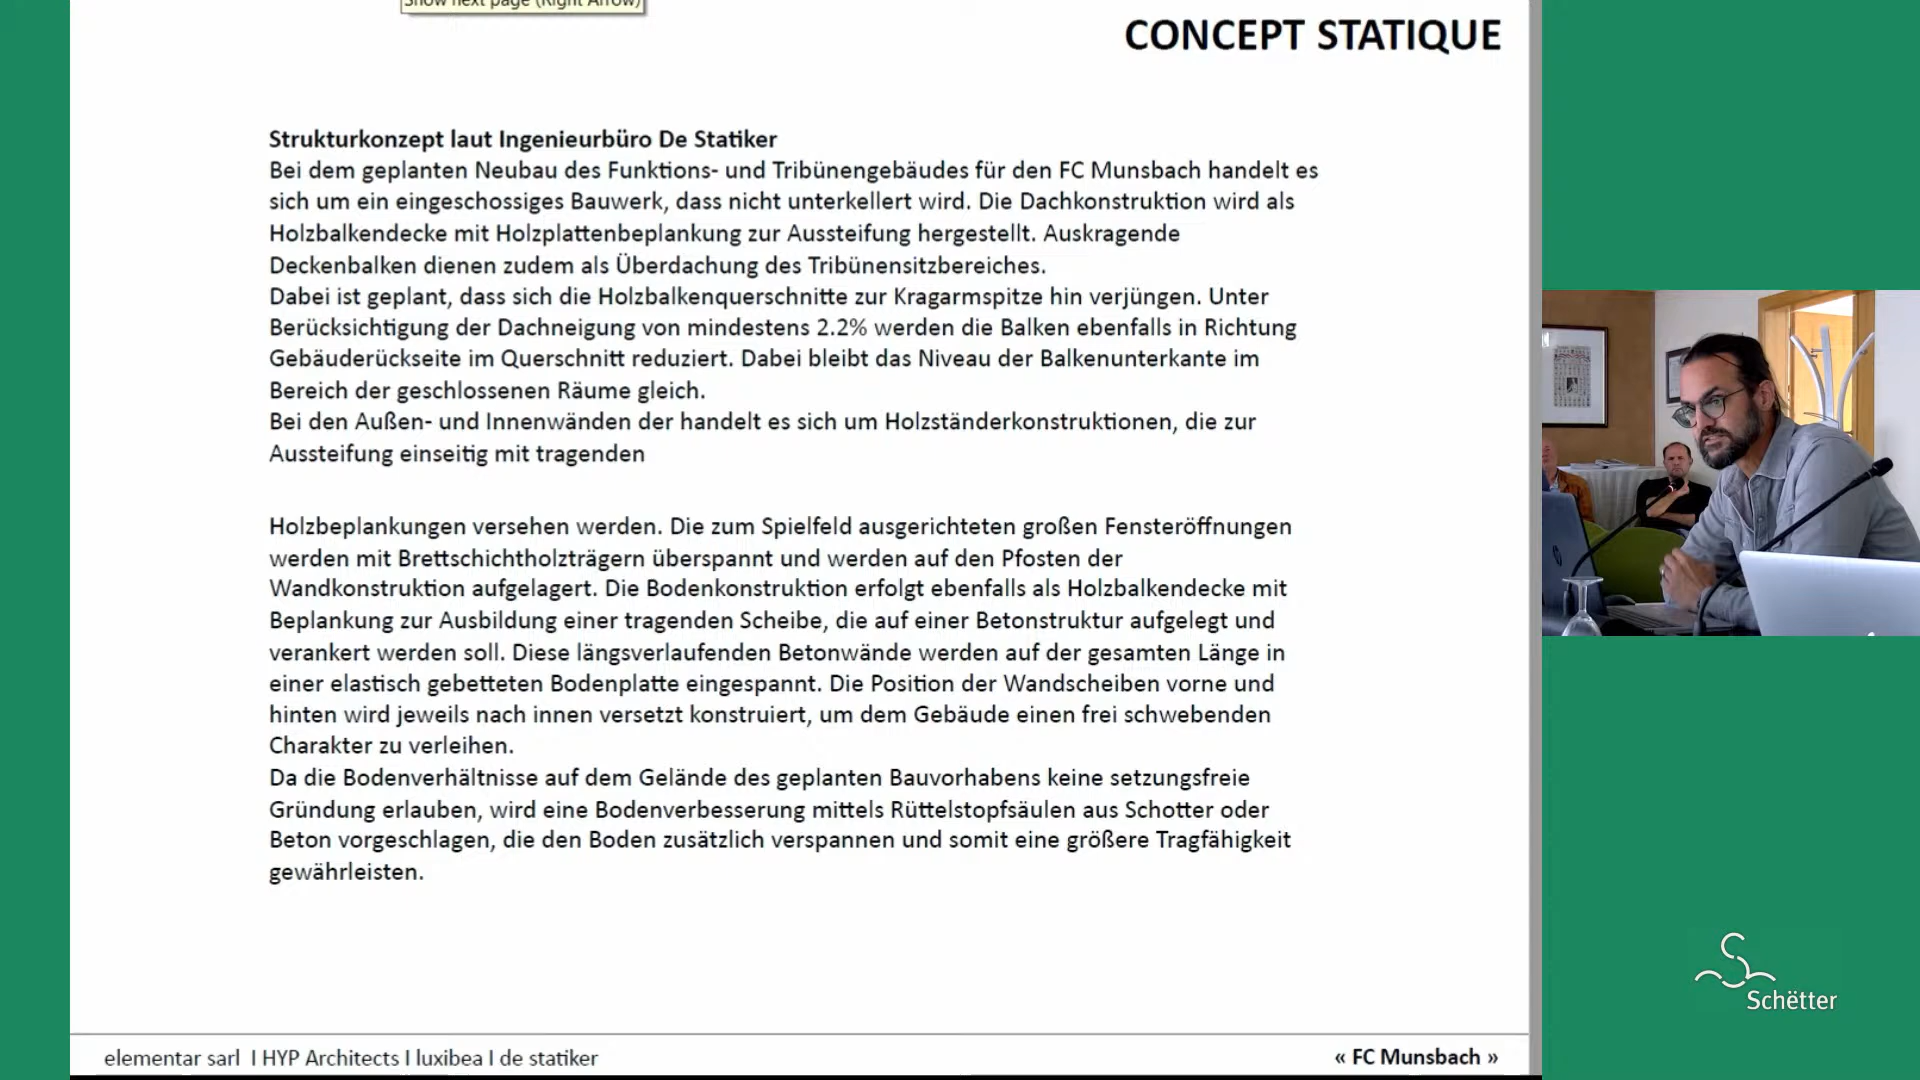 Show next page (Right Arrow)
CONCEPT STATIQUE
Strukturkonzept laut Ingenieurbüro De Statiker
Bei dem geplanten Neubau des Funktions- und Tribünengebäudes für den FC Munsbach handelt es
sich um ein eingeschossiges Bauwerk, dass nicht unterkellert wird. Die Dachkonstruktion wird als
Holzbalkendecke mit Holzplattenbeplankung zur Aussteifung hergestellt. Auskragende
Deckenbalken dienen zudem als Überdachung des Tribünensitzbereiches.
Dabei ist geplant, dass sich die Holzbalkenquerschnitte zur Kragarmspitze hin verjüngen. Unter
Berücksichtigung der Dachneigung von mindestens 2.2% werden die Balken ebenfalls in Richtung
Gebäuderückseite im Querschnitt reduziert. Dabei bleibt das Niveau der Balkenunterkante im
Bereich der geschlossenen Räume gleich.
Bei den Außen- und Innenwänden der handelt es sich um Holzständerkonstruktionen, die zur
Aussteifung einseitig mit tragenden
Holzbeplankungen versehen werden. Die zum Spielfeld ausgerichteten großen Fensteröffnungen
werden mit Brettschichtholzträgern überspannt und werden auf den Pfosten der
Wandkonstruktion aufgelagert. Die Bodenkonstruktion erfolgt ebenfalls als Holzbalkendecke mit
Beplankung zur Ausbildung einer tragenden Scheibe, die auf einer Betonstruktur aufgelegt und
verankert werden soll. Diese längsverlaufenden Betonwände werden auf der gesamten Länge in
einer elastisch gebetteten Bodenplatte eingespannt. Die Position der Wandscheiben vorne und
hinten wird jeweils nach innen versetzt konstruiert, um dem Gebäude einen frei schwebenden
Charakter zu verleihen.
Da die Bodenverhältnisse auf dem Gelände des geplanten Bauvorhabens keine setzungsfreie
Gründung erlauben, wird eine Bodenverbesserung mittels Rüttelstopfsäulen aus Schotter oder
Beton vorgeschlagen, die den Boden zusätzlich verspannen und somit eine größere Tragfähigkeit
gewährleisten.
elementar sarl I HYP Architects I luxibea I de statiker
« FC Munsbach »
Schëtter